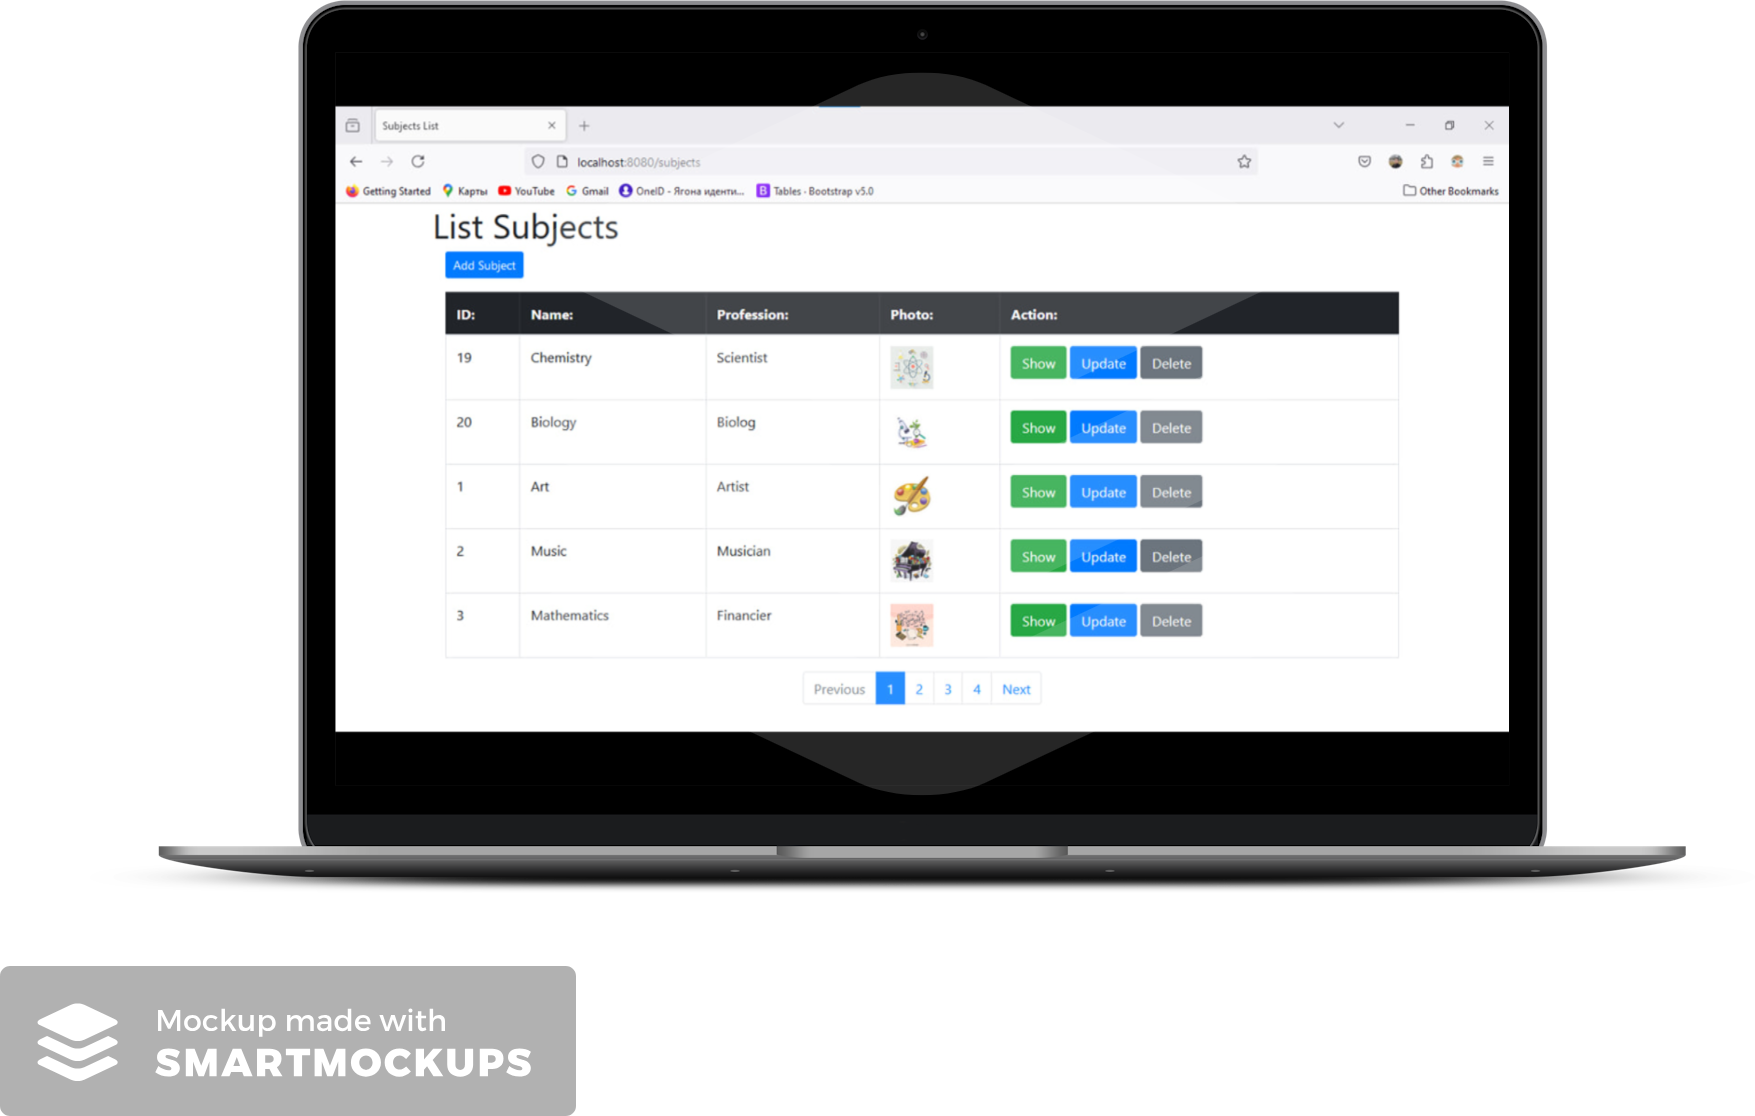 Subjects List
localhost:8080/subjects
Getting Started Карты YouTube Gmail OneID - Ягона иденти... Tables - Bootstrap v5.0 Other Bookmarks
List Subjects
Add Subject
ID: Name: Profession: Photo: Action:
19 Chemistry Scientist Show Update Delete
20 Biology Biolog Show Update Delete
1 Art Artist Show Update Delete
2 Music Musician Show Update Delete
3 Mathematics Financier Show Update Delete
Previous 1 2 3 4 Next
Mockup made with
SMARTMOCKUPS